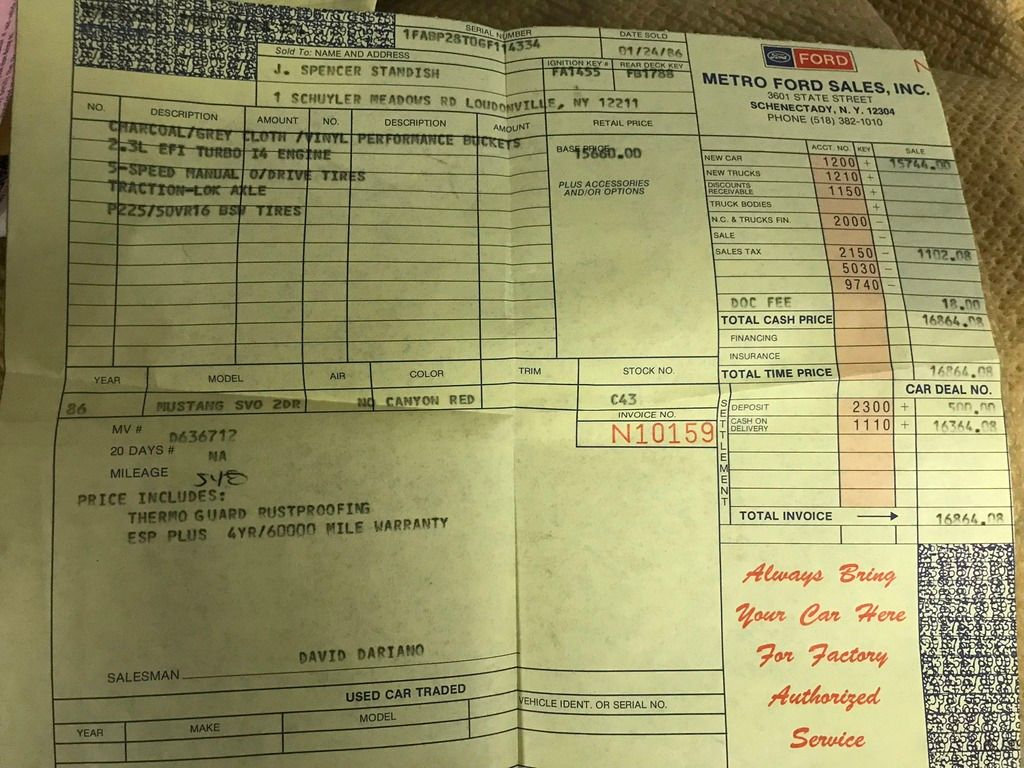 SERIAL NUMBER
1FABP28T0GF114334
DATE SOLD
01/24/86
Sold To: NAME AND ADDRESS
J. SPENCER STANDISH
IGNITION KEY #
FA1455
REAR DECK KEY
FB1788
1 SCHUYLER MEADOWS RD LOUDONVILLE, NY 12211
Ford FORD
METRO FORD SALES, INC.
3601 STATE STREET
SCHENECTADY, N. Y. 12304
PHONE (518) 382-1010
N
NO. DESCRIPTION AMOUNT NO. DESCRIPTION AMOUNT RETAIL PRICE
CHARCOAL/GREY CLOTH /VINYL PERFORMANCE BUCKETS
2.3L EFI TURBO I4 ENGINE
5-SPEED MANUAL O/DRIVE TIRES
TRACTION-LOK AXLE
P225/50VR16 BSW TIRES
BASE PRICE
15660.00
PLUS ACCESSORIES
AND/OR OPTIONS
ACCT. NO. KEY SALE
NEW CAR 1200 + 15744.00
NEW TRUCKS 1210 +
DISCOUNTS
RECEIVABLE 1150 +
TRUCK BODIES +
N.C. & TRUCKS FIN. 2000 -
SALE -
SALES TAX 2150 - 1102.08
5030 -
9740 -
DOC FEE 18.00
TOTAL CASH PRICE 16864.08
FINANCING
INSURANCE
TOTAL TIME PRICE 16864.08
YEAR MODEL AIR COLOR TRIM STOCK NO.
86 MUSTANG SVO 2DR NO CANYON RED C43
INVOICE NO.
N10159
CAR DEAL NO.
SETTLEMENT
DEPOSIT 2300 + 500.00
CASH ON
DELIVERY 1110 + 16364.08
TOTAL INVOICE 16864.08
MV # D636712
20 DAYS # NA
MILEAGE 548
PRICE INCLUDES:
THERMO GUARD RUSTPROOFING
ESP PLUS 4YR/60000 MILE WARRANTY
SALESMAN DAVID DARIANO
USED CAR TRADED
YEAR MAKE MODEL VEHICLE IDENT. OR SERIAL NO.
Always Bring
Your Car Here
For Factory
Authorized
Service